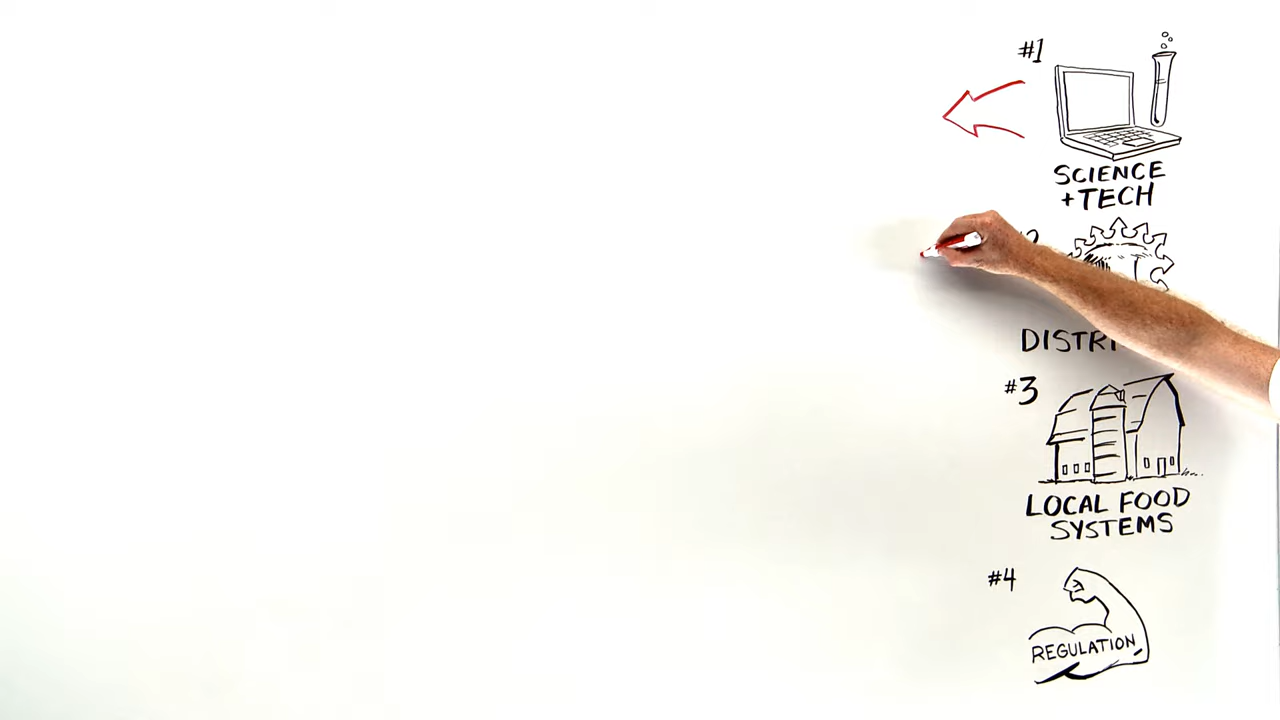 #1
SCIENCE
+TECH
#3
LOCAL FOOD
SYSTEMS
#4
REGULATION